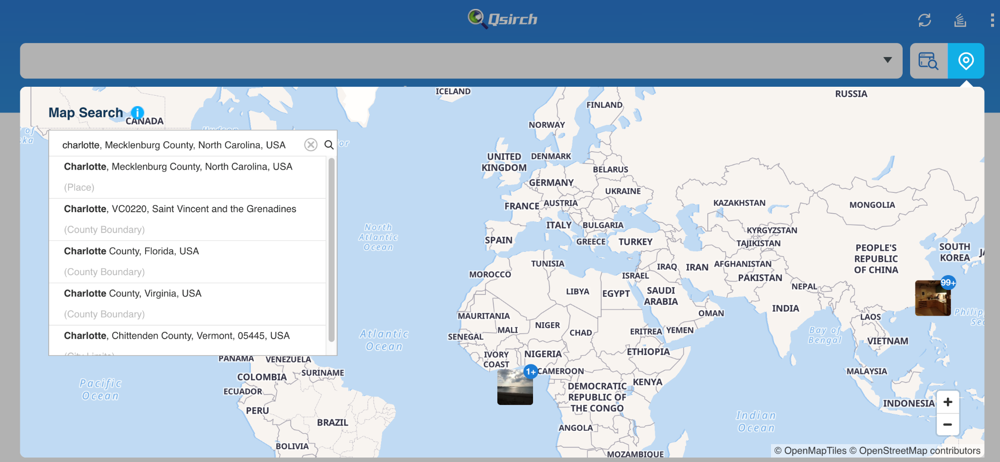 Qsirch
Map Search
charlotte, Mecklenburg County, North Carolina, USA
Charlotte, Mecklenburg County, North Carolina, USA
(Place)
Charlotte, VC0220, Saint Vincent and the Grenadines
(County Boundary)
Charlotte County, Florida, USA
(County Boundary)
Charlotte County, Virginia, USA
(County Boundary)
Charlotte, Chittenden County, Vermont, 05445, USA
(City Limits)
CANADA
ICELAND
RUSSIA
FINLAND
NORWAY
UNITED
KINGDOM
DENMARK
BELARUS
GERMANY
UKRAINE
FRANCE
AUSTRIA
KAZAKHSTAN
MONGOLIA
ITALY
BULGARIA
North
Atlantic
Ocean
KYRGYZSTAN
SPAIN
GREECE
TURKEY
TAJIKISTAN
PEOPLE'S
REPUBLIC
OF CHINA
SOUTH
KOREA
TUNISIA
MOROCCO
ISRAEL
IRAQ
IRAN
AFGHANISTAN
PAKISTAN
LIBYA
EGYPT
SAUDI
ARABIA
NEPAL
99+
INDIA
OMAN
MAURITANIA
LAOS
MALI
NIGER
CHAD
ERITREA
YEMEN
SENEGAL
Atlantic
Ocean
Bay of
Bengal
VIETNAM
IVORY
COAST
NIGERIA
ETHIOPIA
PANAMA
VENEZUELA
1+
CAMEROON
MALAYSIA
COLOMBIA
SURINAME
Pacific
Ocean
ECUADOR
DEMOCRATIC
REPUBLIC OF
THE CONGO
KENYA
INDONESIA
PERU
BRAZIL
Indian
Ocean
ANGOLA
BOLIVIA
MOZAMBIQUE
© OpenMapTiles © OpenStreetMap contributors